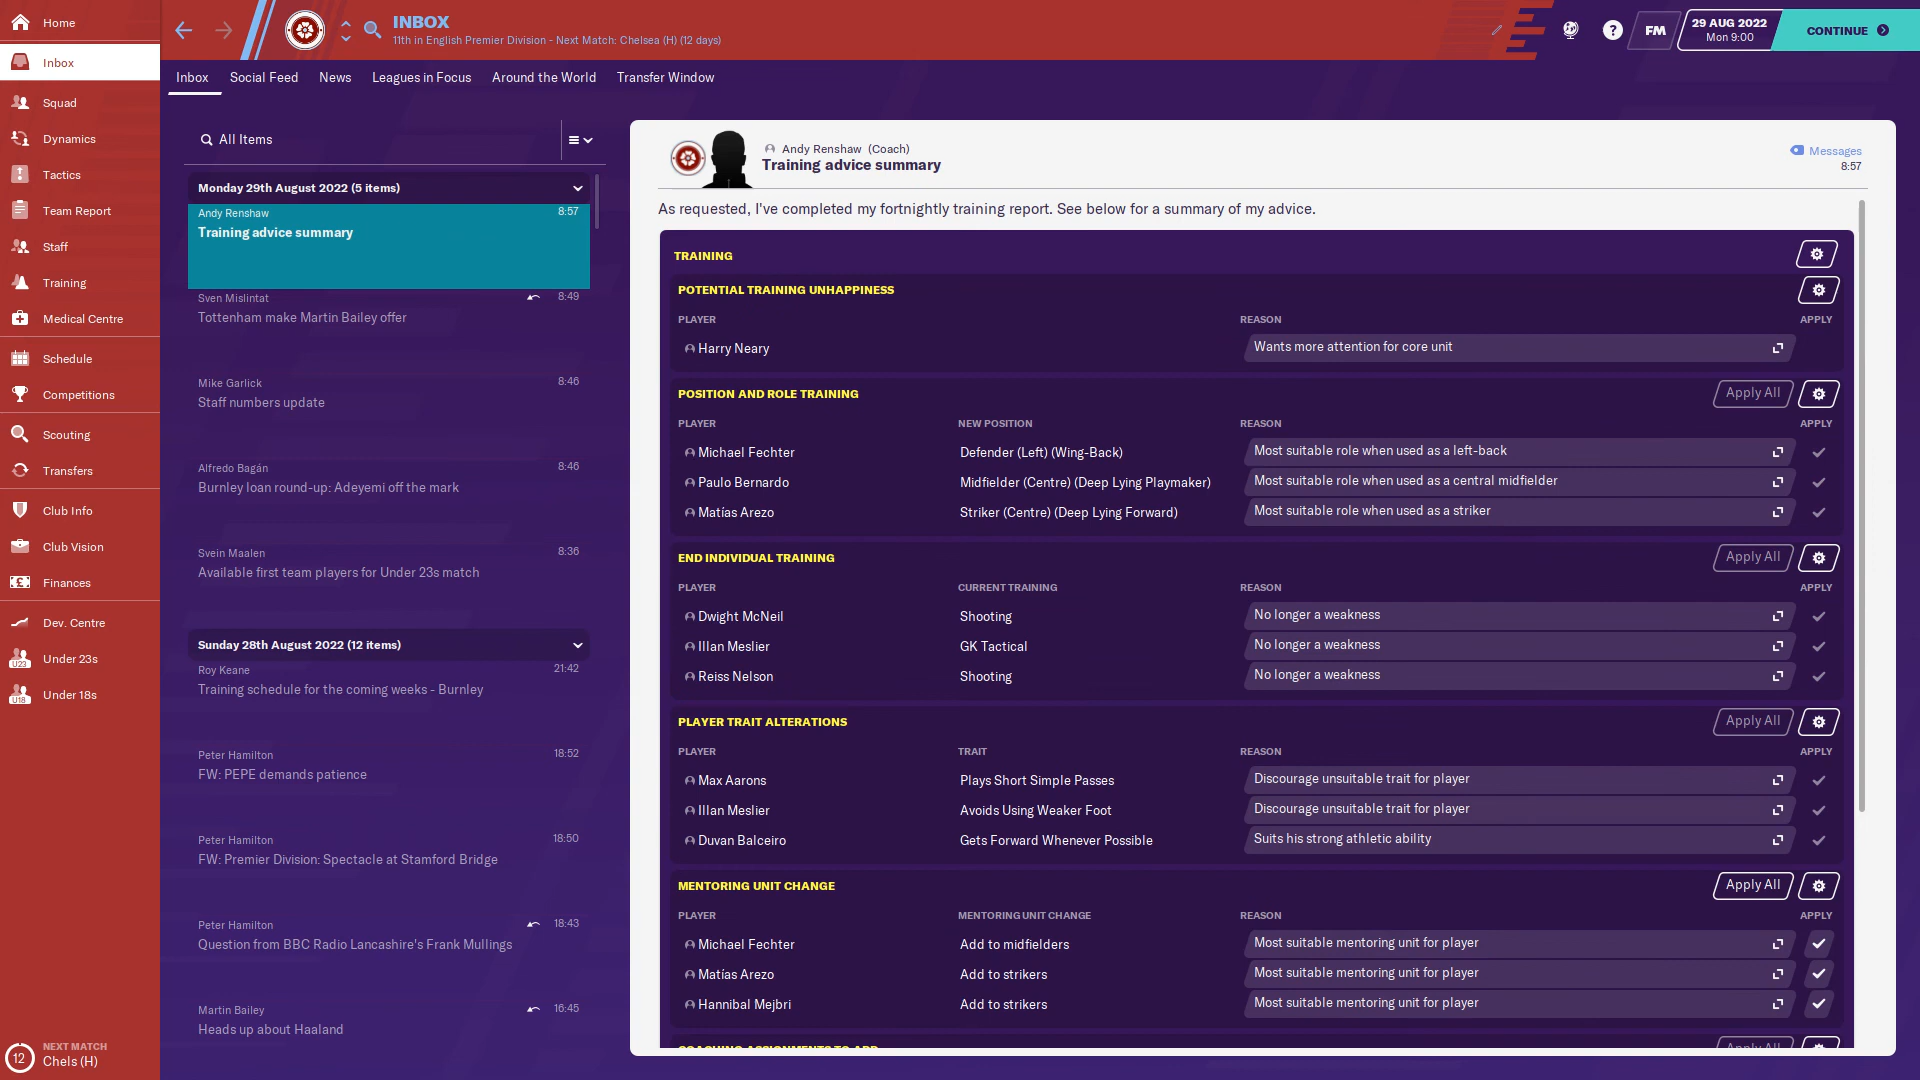 Home
Inbox
Squad
Dynamics
Tactics
Team Report
Staff
Training
Medical Centre
Schedule
Competitions
Scouting
Transfers
Club Info
Club Vision
Finances
Dev. Centre
U23 Under 23s
U18 Under 18s
12 NEXT MATCH
Chels (H)
INBOX
11th in English Premier Division - Next Match: Chelsea (H) (12 days)
? FM 29 AUG 2022
Mon 9:00
CONTINUE
Inbox Social Feed News Leagues in Focus Around the World Transfer Window
All Items
Monday 29th August 2022 (5 items)
Andy Renshaw 8:57
Training advice summary
Sven Mislintat 8:49
Tottenham make Martin Bailey offer
Mike Garlick 8:46
Staff numbers update
Alfredo Bagán 8:46
Burnley loan round-up: Adeyemi off the mark
Svein Maalen 8:36
Available first team players for Under 23s match
Sunday 28th August 2022 (12 items)
Roy Keane 21:42
Training schedule for the coming weeks - Burnley
Peter Hamilton 18:52
FW: PEPE demands patience
Peter Hamilton 18:50
FW: Premier Division: Spectacle at Stamford Bridge
Peter Hamilton 18:43
Question from BBC Radio Lancashire's Frank Mullings
Martin Bailey 16:45
Heads up about Haaland
Andy Renshaw (Coach)
Training advice summary
Messages
8:57
As requested, I've completed my fortnightly training report. See below for a summary of my advice.
TRAINING
POTENTIAL TRAINING UNHAPPINESS
PLAYER REASON APPLY
Harry Neary Wants more attention for core unit
POSITION AND ROLE TRAINING Apply All
PLAYER NEW POSITION REASON APPLY
Michael Fechter Defender (Left) (Wing-Back) Most suitable role when used as a left-back
Paulo Bernardo Midfielder (Centre) (Deep Lying Playmaker) Most suitable role when used as a central midfielder
Matías Arezo Striker (Centre) (Deep Lying Forward) Most suitable role when used as a striker
END INDIVIDUAL TRAINING Apply All
PLAYER CURRENT TRAINING REASON APPLY
Dwight McNeil Shooting No longer a weakness
Illan Meslier GK Tactical No longer a weakness
Reiss Nelson Shooting No longer a weakness
PLAYER TRAIT ALTERATIONS Apply All
PLAYER TRAIT REASON APPLY
Max Aarons Plays Short Simple Passes Discourage unsuitable trait for player
Illan Meslier Avoids Using Weaker Foot Discourage unsuitable trait for player
Duvan Balceiro Gets Forward Whenever Possible Suits his strong athletic ability
MENTORING UNIT CHANGE Apply All
PLAYER MENTORING UNIT CHANGE REASON APPLY
Michael Fechter Add to midfielders Most suitable mentoring unit for player
Matías Arezo Add to strikers Most suitable mentoring unit for player
Hannibal Mejbri Add to strikers Most suitable mentoring unit for player
COACHING ASSIGNMENTS TO ADD Apply All